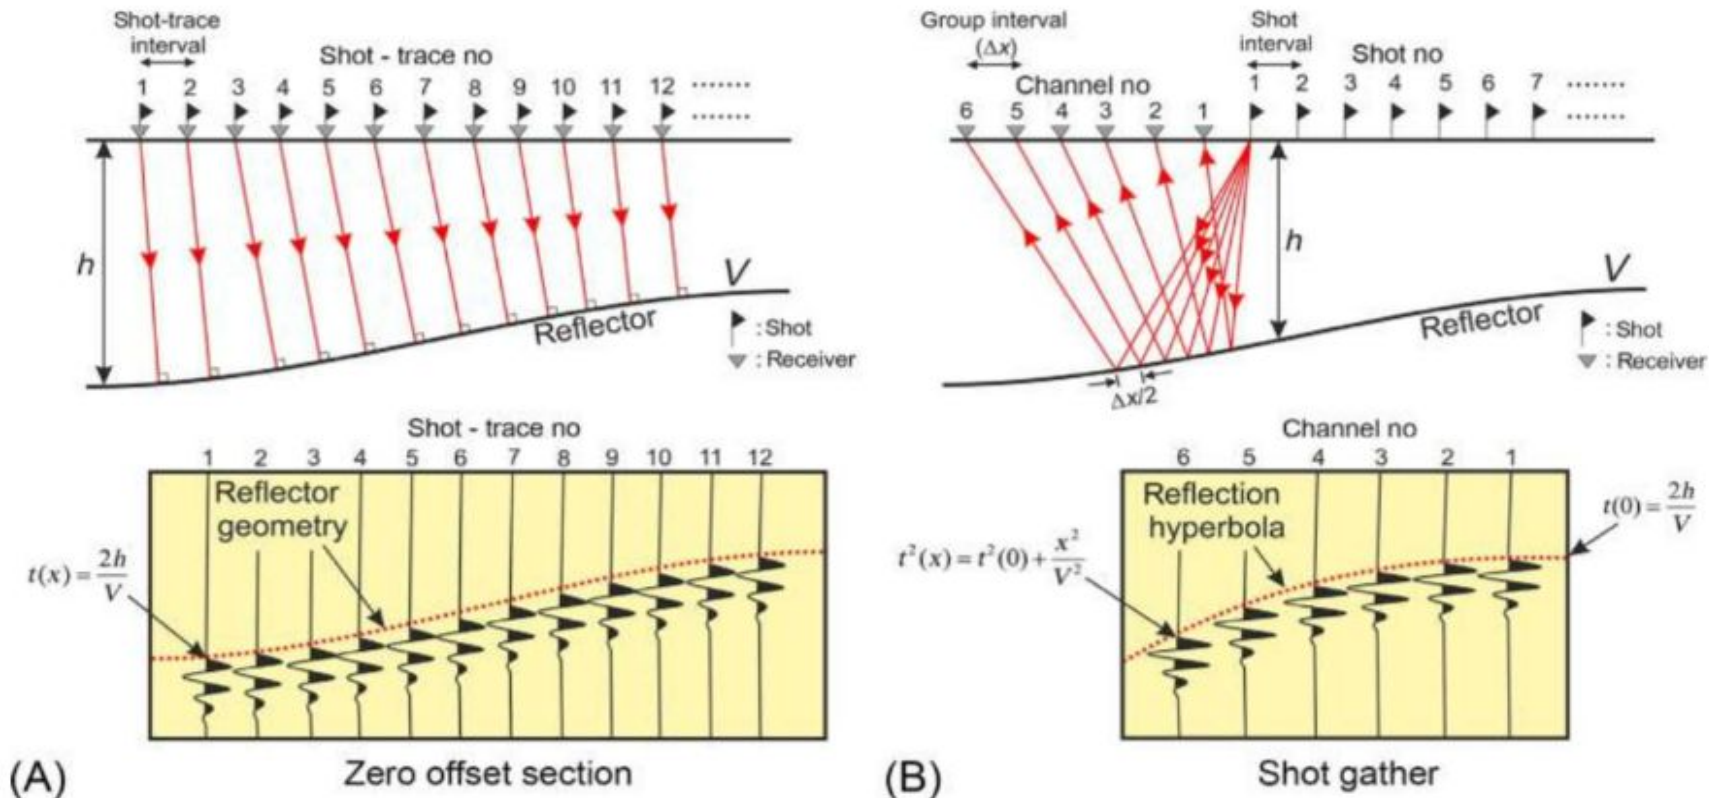 Shot-trace
interval
Shot - trace no
1 2 3 4 5 6 7 8 9 10 11 12 .......
.......
h
V
Reflector
: Shot
: Receiver
Shot - trace no
1 2 3 4 5 6 7 8 9 10 11 12
Reflector
geometry
t(x) = 2h/V
(A) Zero offset section
Group interval
(Δx)
Shot
interval
Shot no
Channel no
1 2 3 4 5 6 7 .......
6 5 4 3 2 1
.......
h
V
Reflector
: Shot
: Receiver
Δx/2
Channel no
6 5 4 3 2 1
Reflection
hyperbola
t(0) = 2h/V
t²(x) = t²(0) + x²/V²
(B) Shot gather